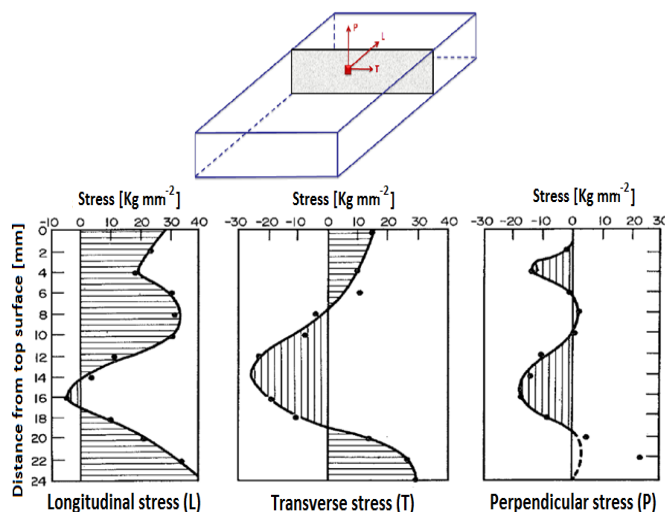 P
L
T
Stress [Kg mm⁻²]
Stress [Kg mm⁻²]
Stress [Kg mm⁻²]
-10 0 10 20 30 40
-30 -20 -10 0 10 20 30 40
-30 -20 -10 0 10 20 30
Distance from top surface [mm]
0
2
4
6
8
10
12
14
16
18
20
22
24
Longitudinal stress (L)
Transverse stress (T)
Perpendicular stress (P)